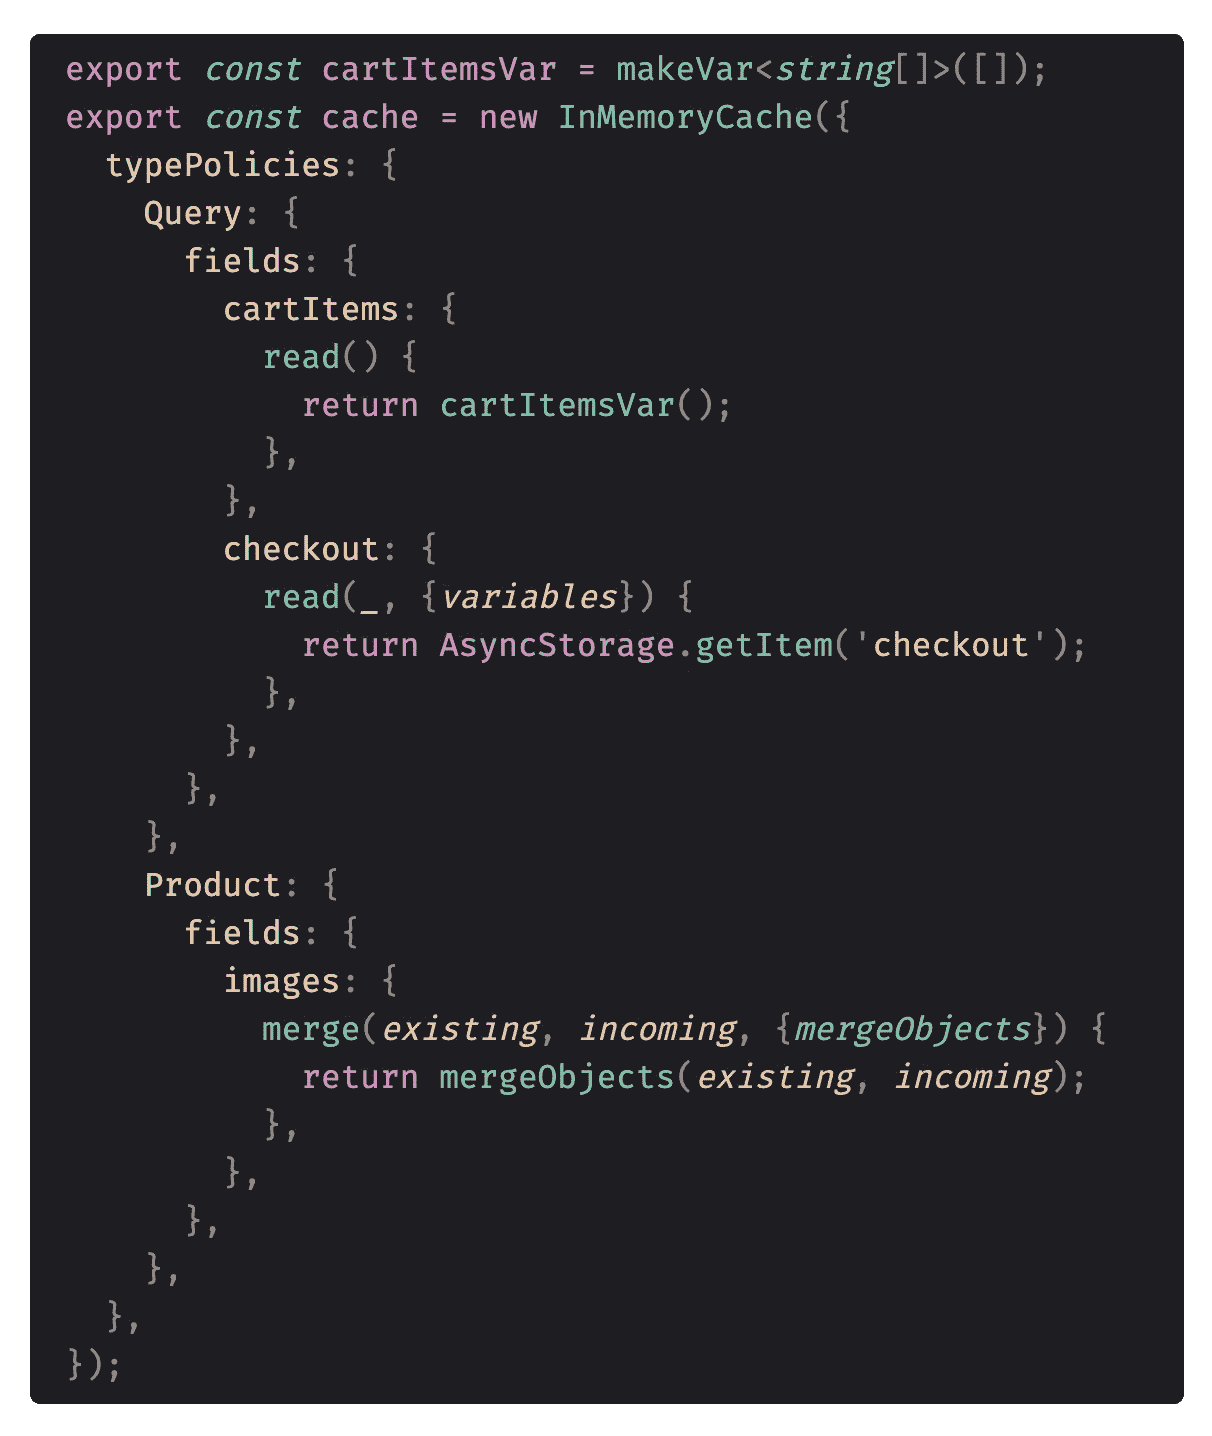 export const cartItemsVar = makeVar<string[]>([]);
export const cache = new InMemoryCache({
  typePolicies: {
    Query: {
      fields: {
        cartItems: {
          read() {
            return cartItemsVar();
          },
        },
        checkout: {
          read(_, {variables}) {
            return AsyncStorage.getItem('checkout');
          },
        },
      },
    },
    Product: {
      fields: {
        images: {
          merge(existing, incoming, {mergeObjects}) {
            return mergeObjects(existing, incoming);
          },
        },
      },
    },
  },
});